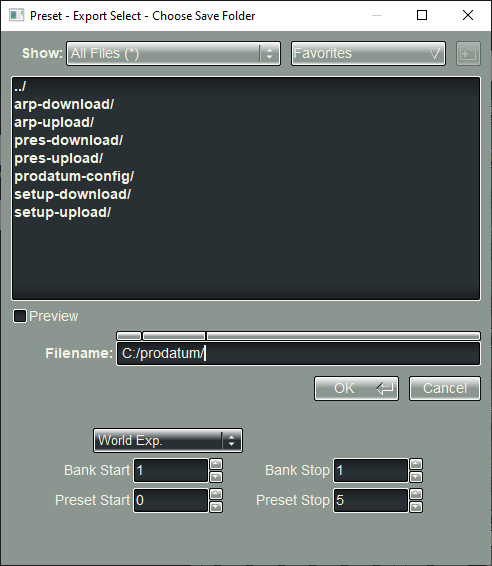 Preset - Export Select - Choose Save Folder
Show: All Files (*) Favorites
../
arp-download/
arp-upload/
pres-download/
pres-upload/
prodatum-config/
setup-download/
setup-upload/
Preview
Filename: C:/prodatum/
OK Cancel
World Exp.
Bank Start 1 Bank Stop 1
Preset Start 0 Preset Stop 5